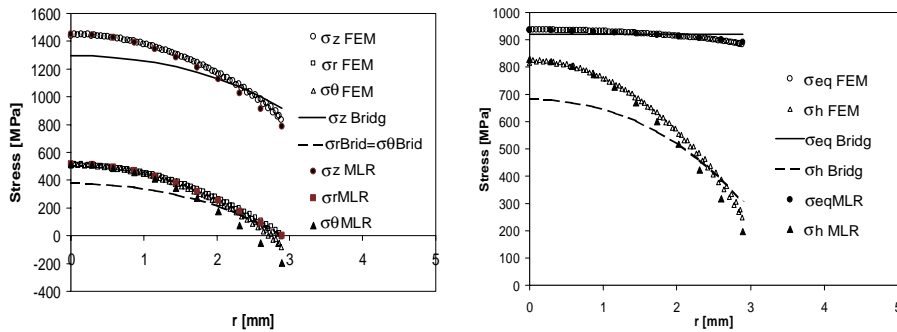 1600
1400
1200
1000
800
600
400
200
0
-200
-400
0
1
2
3
4
5
Stress [MPa]
r [mm]
σz FEM
σr FEM
σθ FEM
σz Bridg
σrBrid=σθBrid
σz MLR
σrMLR
σθMLR
1000
900
800
700
600
500
400
300
200
100
0
0
1
2
3
4
5
Stress [MPa]
r [mm]
σeq FEM
σh FEM
σeq Bridg
σh Bridg
σeqMLR
σh MLR